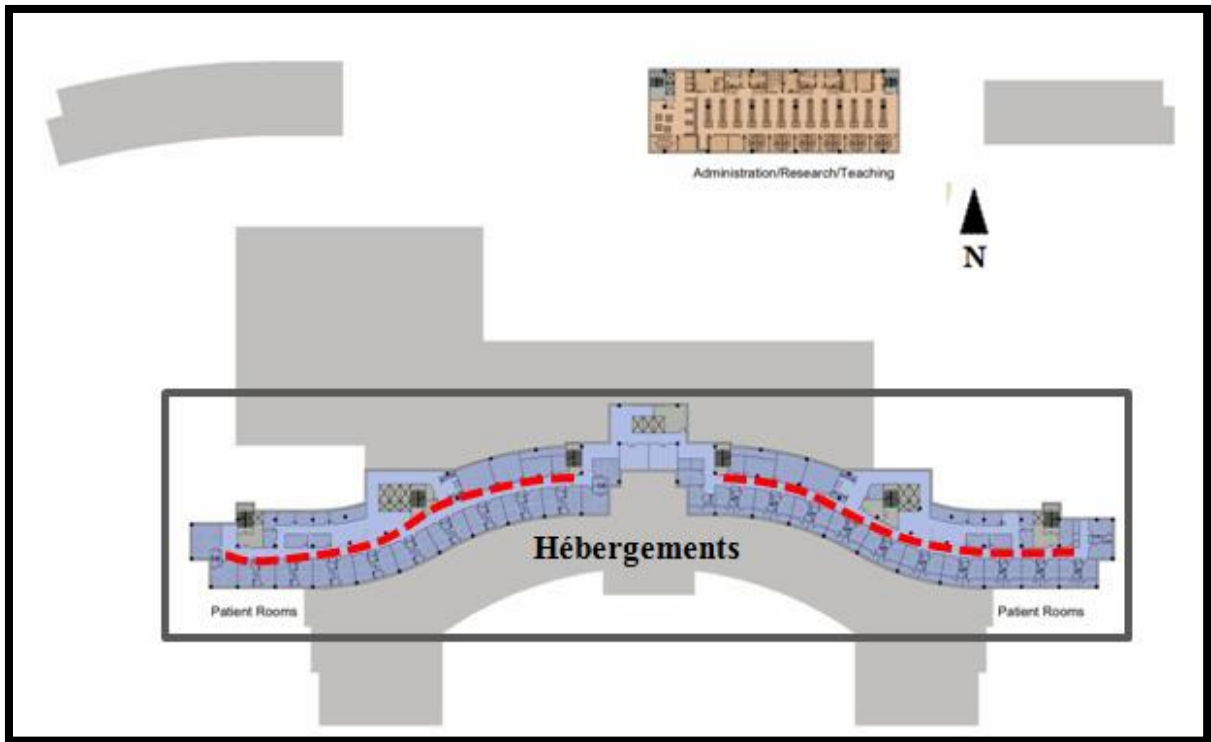 Administration/Research/Teaching
N
Hébergements
Patient Rooms
Patient Rooms